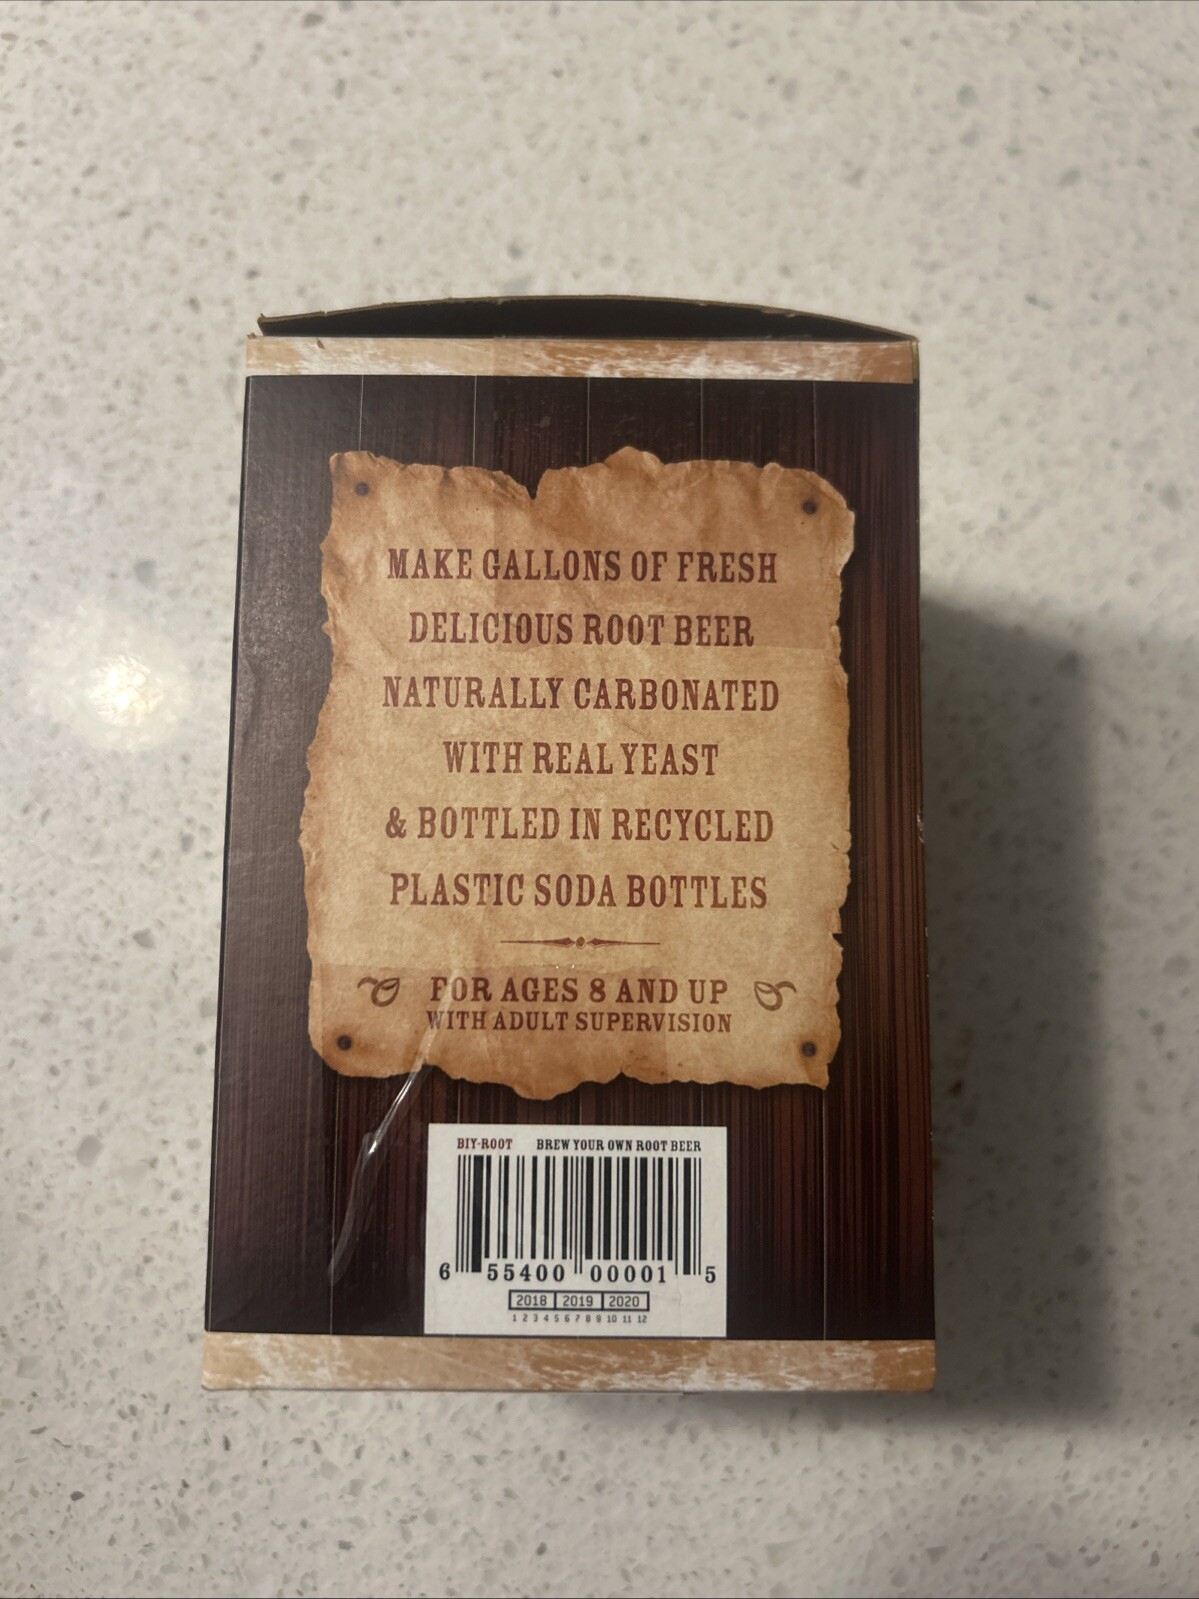 MAKE GALLONS OF FRESH
DELICIOUS ROOT BEER
NATURALLY CARBONATED
WITH REAL YEAST
& BOTTLED IN RECYCLED
PLASTIC SODA BOTTLES
FOR AGES 8 AND UP
WITH ADULT SUPERVISION
BIY-ROOT BREW YOUR OWN ROOT BEER
6 55400 00001 5
2018 2019 2020
1 2 3 4 5 6 7 8 9 10 11 12